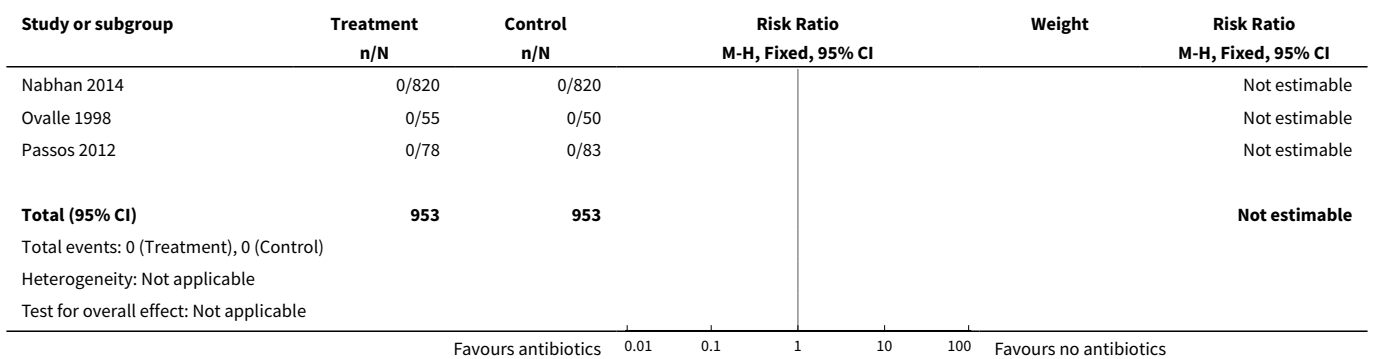 Study or subgroup Treatment Control Risk Ratio Weight Risk Ratio
n/N n/N M-H, Fixed, 95% CI M-H, Fixed, 95% CI
Nabhan 2014 0/820 0/820 Not estimable
Ovalle 1998 0/55 0/50 Not estimable
Passos 2012 0/78 0/83 Not estimable
Total (95% CI) 953 953 Not estimable
Total events: 0 (Treatment), 0 (Control)
Heterogeneity: Not applicable
Test for overall effect: Not applicable
Favours antibiotics 0.01 0.1 1 10 100 Favours no antibiotics